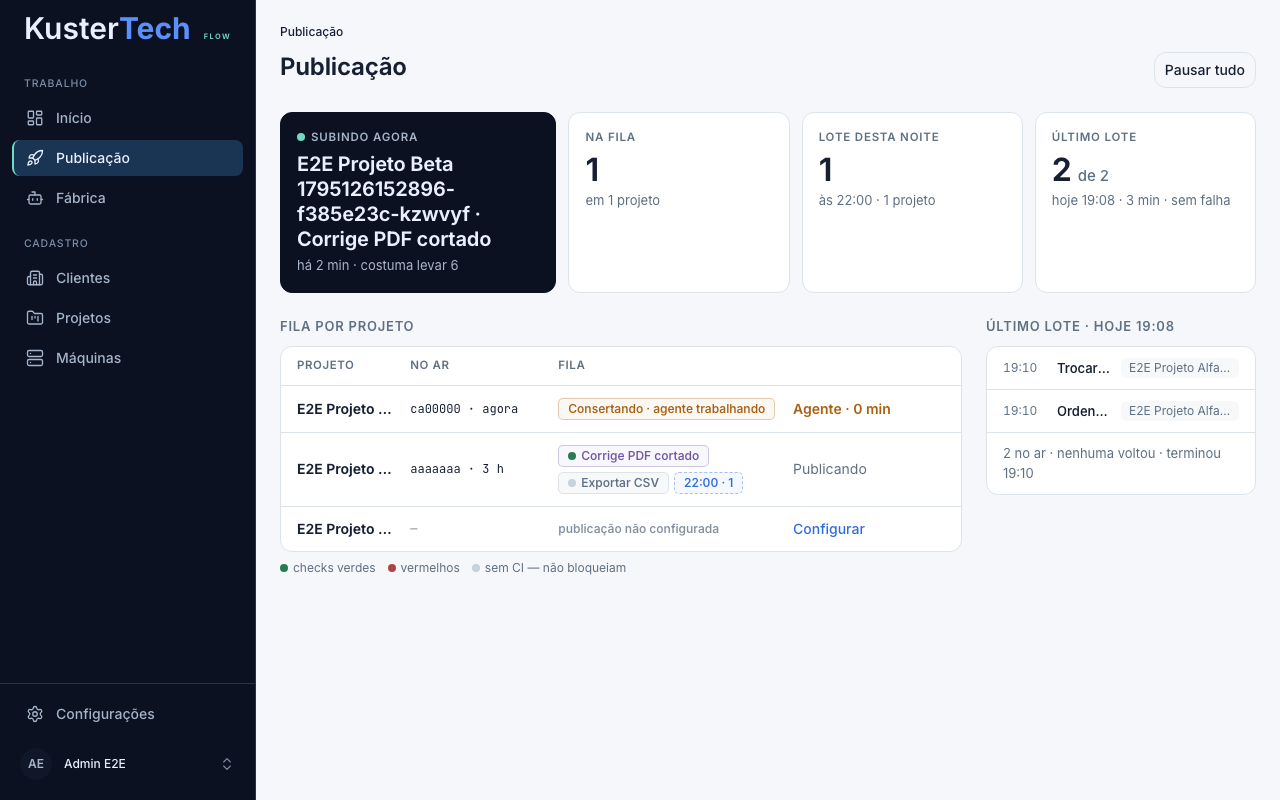 KusterTech FLOW
TRABALHO
Início
Publicação
Fábrica
CADASTRO
Clientes
Projetos
Máquinas
Configurações
AE Admin E2E
Publicação
Publicação
Pausar tudo
SUBINDO AGORA
E2E Projeto Beta
1795126152896-
f385e23c-kzwvyf ·
Corrige PDF cortado
há 2 min · costuma levar 6
NA FILA
1
em 1 projeto
LOTE DESTA NOITE
1
às 22:00 · 1 projeto
ÚLTIMO LOTE
2 de 2
hoje 19:08 · 3 min · sem falha
FILA POR PROJETO
PROJETO NO AR FILA
E2E Projeto ... ca00000 · agora Consertando · agente trabalhando Agente · 0 min
E2E Projeto ... aaaaaaa · 3 h Corrige PDF cortado Publicando
Exportar CSV 22:00 · 1
E2E Projeto ... — publicação não configurada Configurar
checks verdes vermelhos sem CI — não bloqueiam
ÚLTIMO LOTE · HOJE 19:08
19:10 Trocar... E2E Projeto Alfa...
19:10 Orden... E2E Projeto Alfa...
2 no ar · nenhuma voltou · terminou
19:10